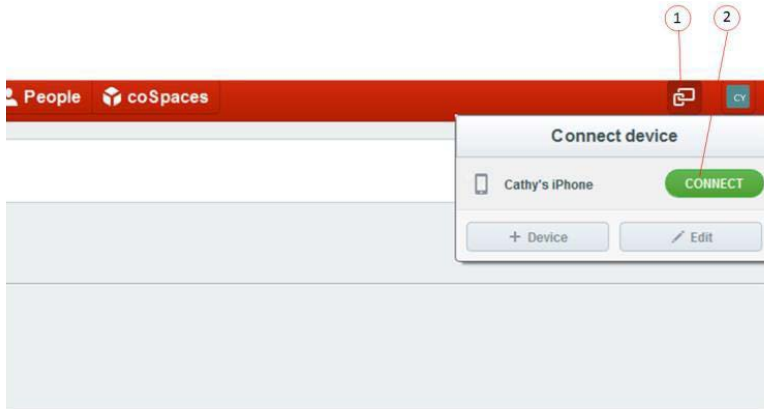 1 2
People coSpaces CY
Connect device
Cathy's iPhone CONNECT
+ Device Edit